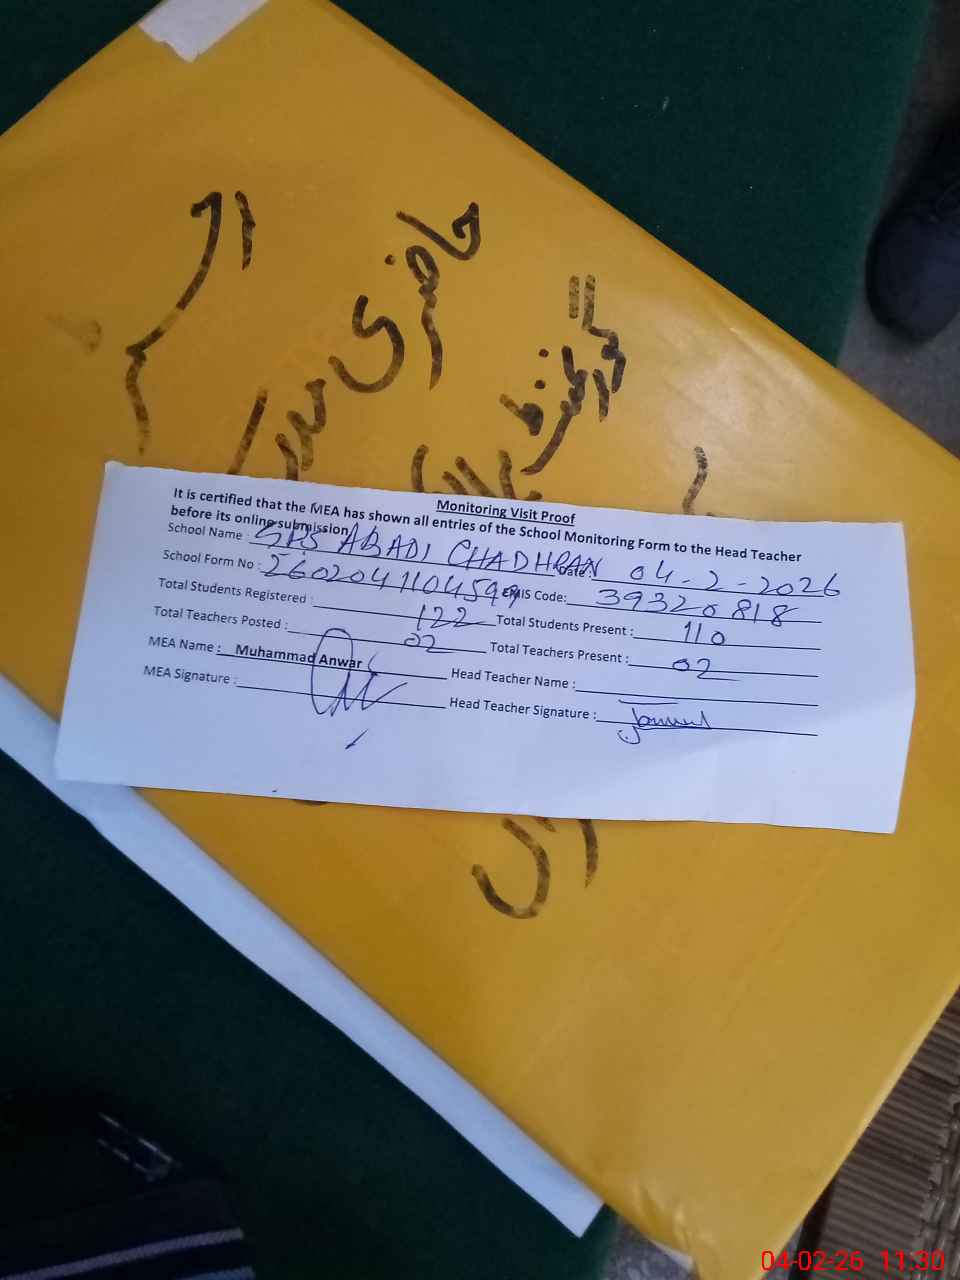 حاضری
گورنمنٹ
Monitoring Visit Proof
It is certified that the MEA has shown all entries of the School Monitoring Form to the Head Teacher
before its online submission
School Name : GPS ABADI CHADHRAN Date : 04-2-2026
School Form No : 2602041104599 EMIS Code: 39320818
Total Students Registered : 122 Total Students Present : 110
Total Teachers Posted : 02 Total Teachers Present : 02
MEA Name : Muhammad Anwar Head Teacher Name :
MEA Signature : Head Teacher Signature :
04-02-26 11:30